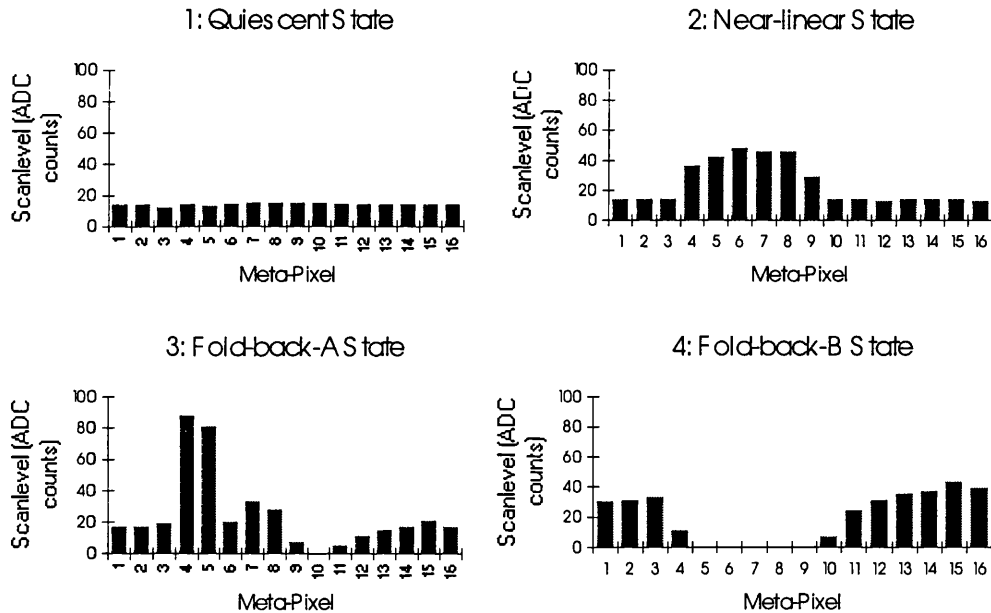 1: Quiescent State
100
80
60
40
20
0
Scanlevel (ADC counts)
1 2 3 4 5 6 7 8 9 10 11 12 13 14 15 16
Meta-Pixel
2: Near-linear State
100
80
60
40
20
0
Scanlevel (ADC counts)
1 2 3 4 5 6 7 8 9 10 11 12 13 14 15 16
Meta-Pixel
3: Fold-back-A State
100
80
60
40
20
0
Scanlevel (ADC counts)
1 2 3 4 5 6 7 8 9 10 11 12 13 14 15 16
Meta-Pixel
4: Fold-back-B State
100
80
60
40
20
0
Scanlevel (ADC counts)
1 2 3 4 5 6 7 8 9 10 11 12 13 14 15 16
Meta-Pixel